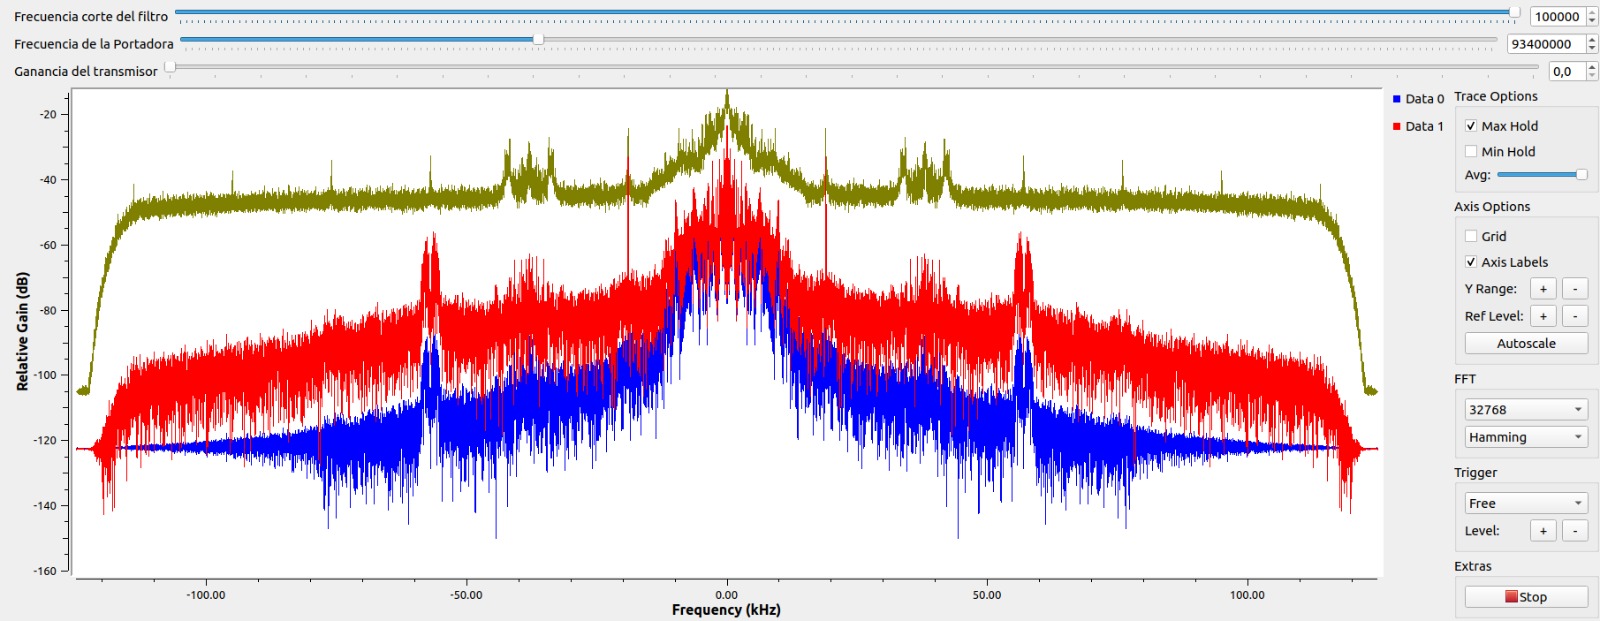 Frecuencia corte del filtro 100000
Frecuencia de la Portadora 93400000
Ganancia del transmisor 0,0
Data 0
Data 1
Relative Gain (dB)
-20
-40
-60
-80
-100
-120
-140
-160
-100.00 -50.00 0.00 50.00 100.00
Frequency (kHz)
Trace Options
Max Hold
Min Hold
Avg:
Axis Options
Grid
Axis Labels
Y Range: + -
Ref Level: + -
Autoscale
FFT
32768
Hamming
Trigger
Free
Level: + -
Extras
Stop